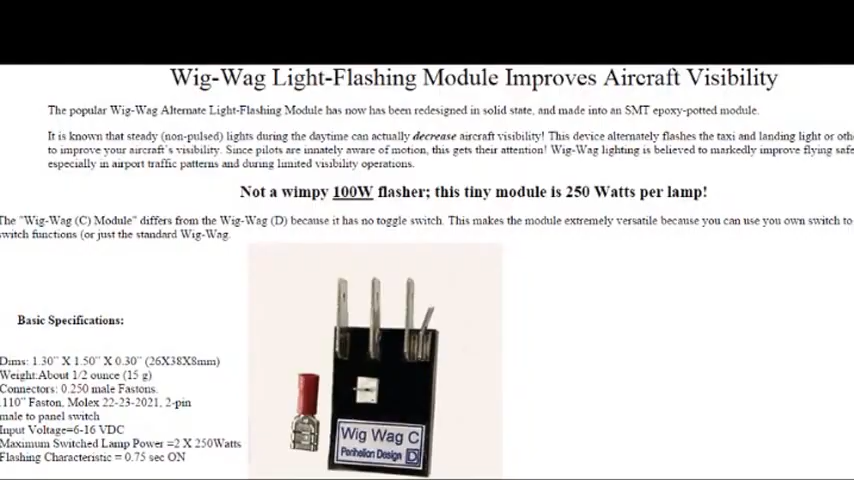 Wig-Wag Light-Flashing Module Improves Aircraft Visibility
The popular Wig-Wag Alternate Light-Flashing Module has now has been redesigned in solid state, and made into an SMT epoxy-potted module.
It is known that steady (non-pulsed) lights during the daytime can actually decrease aircraft visibility! This device alternately flashes the taxi and landing light or
to improve your aircraft's visibility. Since pilots are innately aware of motion, this gets their attention! Wig-Wag lighting is believed to markedly improve flying
especially in airport traffic patterns and during limited visibility operations.
Not a wimpy 100W flasher; this tiny module is 250 Watts per lamp!
The "Wig-Wag (C) Module" differs from the Wig-Wag (D) because it has no toggle switch. This makes the module extremely versatile because you can use you own switch to
switch functions (or just the standard Wig-Wag.
Basic Specifications:
Dims: 1.30" X 1.50" X 0.30" (26X38X8mm)
Weight:About 1/2 ounce (15 g)
Connectors: 0.250 male Fastons.
.110" Faston, Molex 22-23-2021, 2-pin
male to panel switch
Input Voltage=6-16 VDC
Maximum Switched Lamp Power =2 X 250Watts
Flashing Characteristic = 0.75 sec ON
Wig Wag C
Perihelion Design D